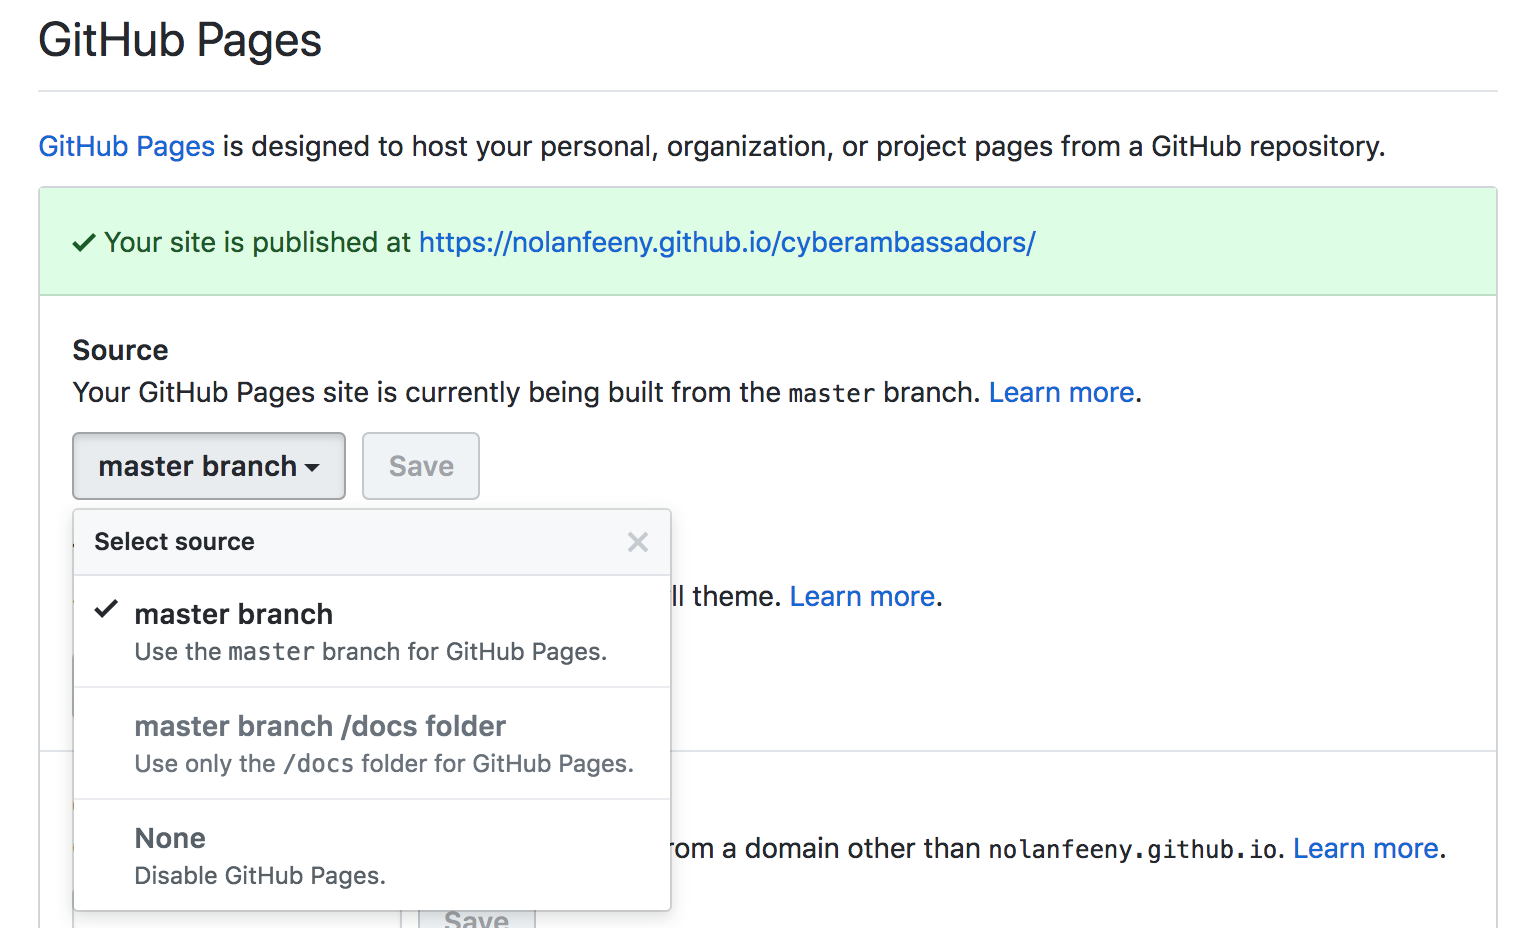 GitHub Pages
GitHub Pages is designed to host your personal, organization, or project pages from a GitHub repository.
Your site is published at https://nolanfeeny.github.io/cyberambassadors/
Source
Your GitHub Pages site is currently being built from the master branch. Learn more.
master branch
Save
Select source
master branch
Use the master branch for GitHub Pages.
ll theme. Learn more.
master branch /docs folder
Use only the /docs folder for GitHub Pages.
None
Disable GitHub Pages.
rom a domain other than nolanfeeny.github.io. Learn more.
Save